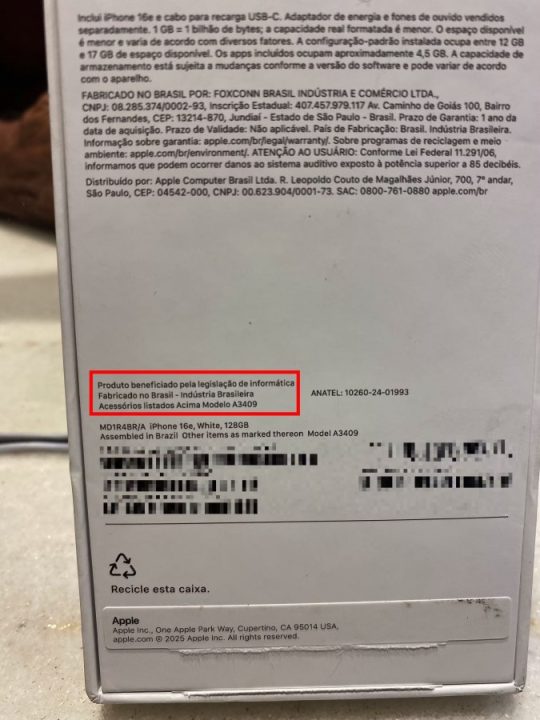 Inclui iPhone 16e e cabo para recarga USB-C. Adaptador de energia e fones de ouvido vendidos
separadamente. 1 GB = 1 bilhão de bytes; a capacidade real formatada é menor. O espaço disponível
é menor e varia de acordo com diversos fatores. A configuração-padrão instalada ocupa entre 12 GB
e 17 GB de espaço disponível. Os apps incluídos ocupam aproximadamente 4,5 GB. A capacidade de
armazenamento está sujeita a mudanças conforme a versão do software e pode variar de acordo
com o aparelho.
FABRICADO NO BRASIL POR: FOXCONN BRASIL INDÚSTRIA E COMÉRCIO LTDA.,
CNPJ: 08.285.374/0002-93, Inscrição Estadual: 407.457.979.117 Av. Caminho de Goiás 100, Bairro
dos Fernandes, CEP: 13214-870, Jundiaí - Estado de São Paulo - Brasil. Prazo de Garantia: 1 ano da
data de aquisição. Prazo de Validade: Não aplicável. País de Fabricação: Brasil. Indústria Brasileira.
Informação sobre garantia: apple.com/br/legal/warranty/. Sobre programas de reciclagem e meio
ambiente: apple.com/br/environment/. ATENÇÃO AO USUÁRIO: Conforme Lei Federal 11.291/06,
informamos que podem ocorrer danos ao sistema auditivo exposto à potência superior a 85 decibéis.
Distribuído por: Apple Computer Brasil Ltda. R. Leopoldo Couto de Magalhães Júnior, 700, 7º andar,
São Paulo, CEP: 04542-000, CNPJ: 00.623.904/0001-73. SAC: 0800-761-0880 apple.com/br
Produto beneficiado pela legislação de informática
Fabricado no Brasil - Indústria Brasileira
Acessórios listados Acima Modelo A3409
ANATEL: 10260-24-01993
MD1R4BR/A iPhone 16e, White, 128GB
Assembled in Brazil Other items as marked thereon Model A3409
Recicle esta caixa.
Apple
Apple Inc., One Apple Park Way, Cupertino, CA 95014 USA.
apple.com ℗ 2025 Apple Inc. All rights reserved.